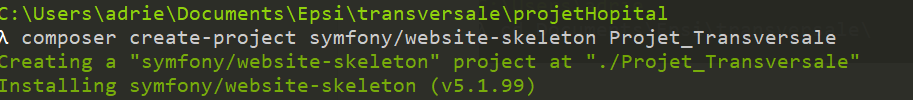 C:\Users\adrie\Documents\Epsi\transversale\projetHopital
λ composer create-project symfony/website-skeleton Projet_Transversale
Creating a "symfony/website-skeleton" project at "./Projet_Transversale"
Installing symfony/website-skeleton (v5.1.99)